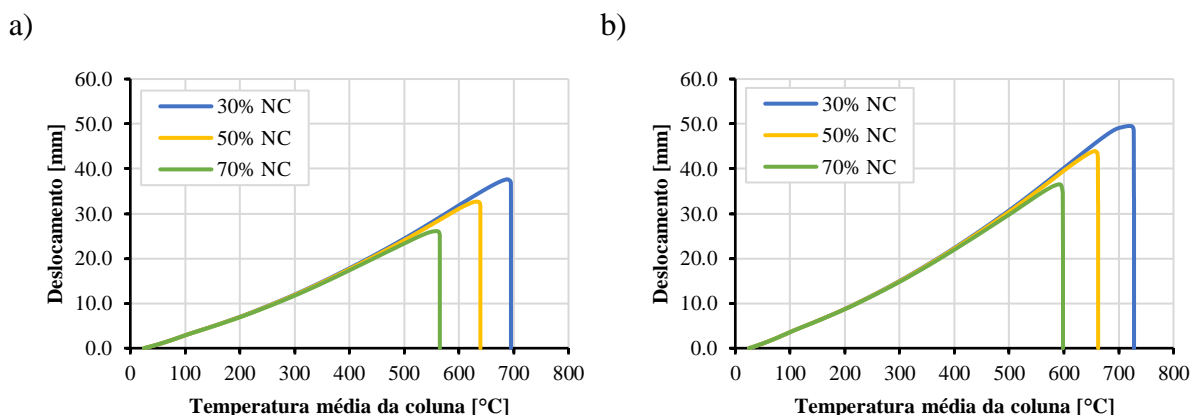 a)
60.0
50.0
40.0
30.0
20.0
10.0
0.0
Deslocamento [mm]
30% NC
50% NC
70% NC
0 100 200 300 400 500 600 700 800
Temperatura média da coluna [°C]
b)
60.0
50.0
40.0
30.0
20.0
10.0
0.0
Deslocamento [mm]
30% NC
50% NC
70% NC
0 100 200 300 400 500 600 700 800
Temperatura média da coluna [°C]